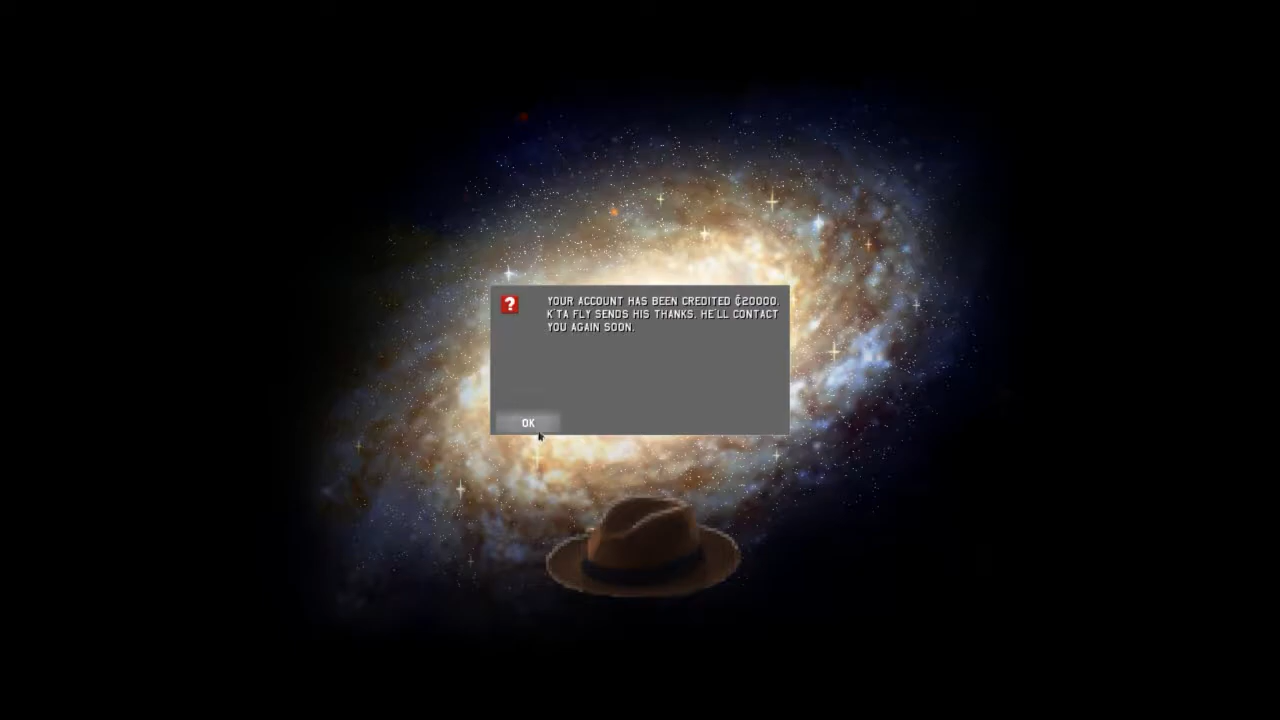 ?
YOUR ACCOUNT HAS BEEN CREDITED ₵20000.
K'TA FLY SENDS HIS THANKS. HE'LL CONTACT
YOU AGAIN SOON.
OK